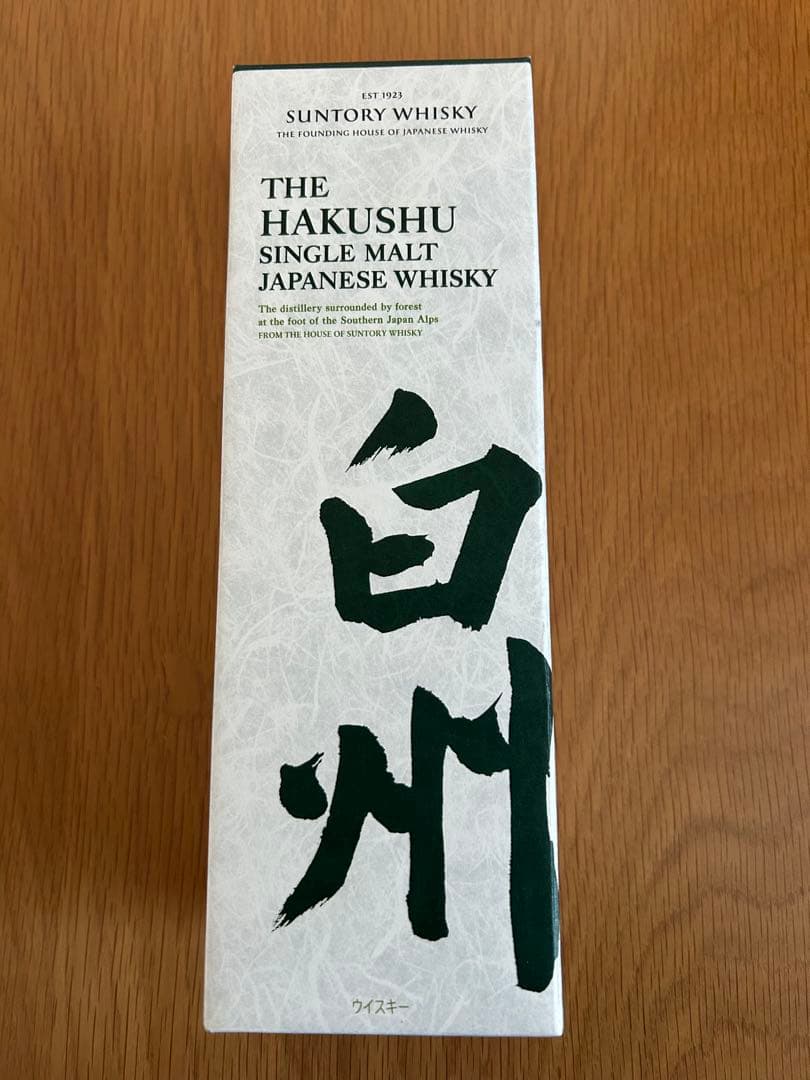 EST 1923
SUNTORY WHISKY
THE FOUNDING HOUSE OF JAPANESE WHISKY
THE
HAKUSHU
SINGLE MALT
JAPANESE WHISKY
The distillery surrounded by forest
at the foot of the Southern Japan Alps
FROM THE HOUSE OF SUNTORY WHISKY
白
州
ウイスキー